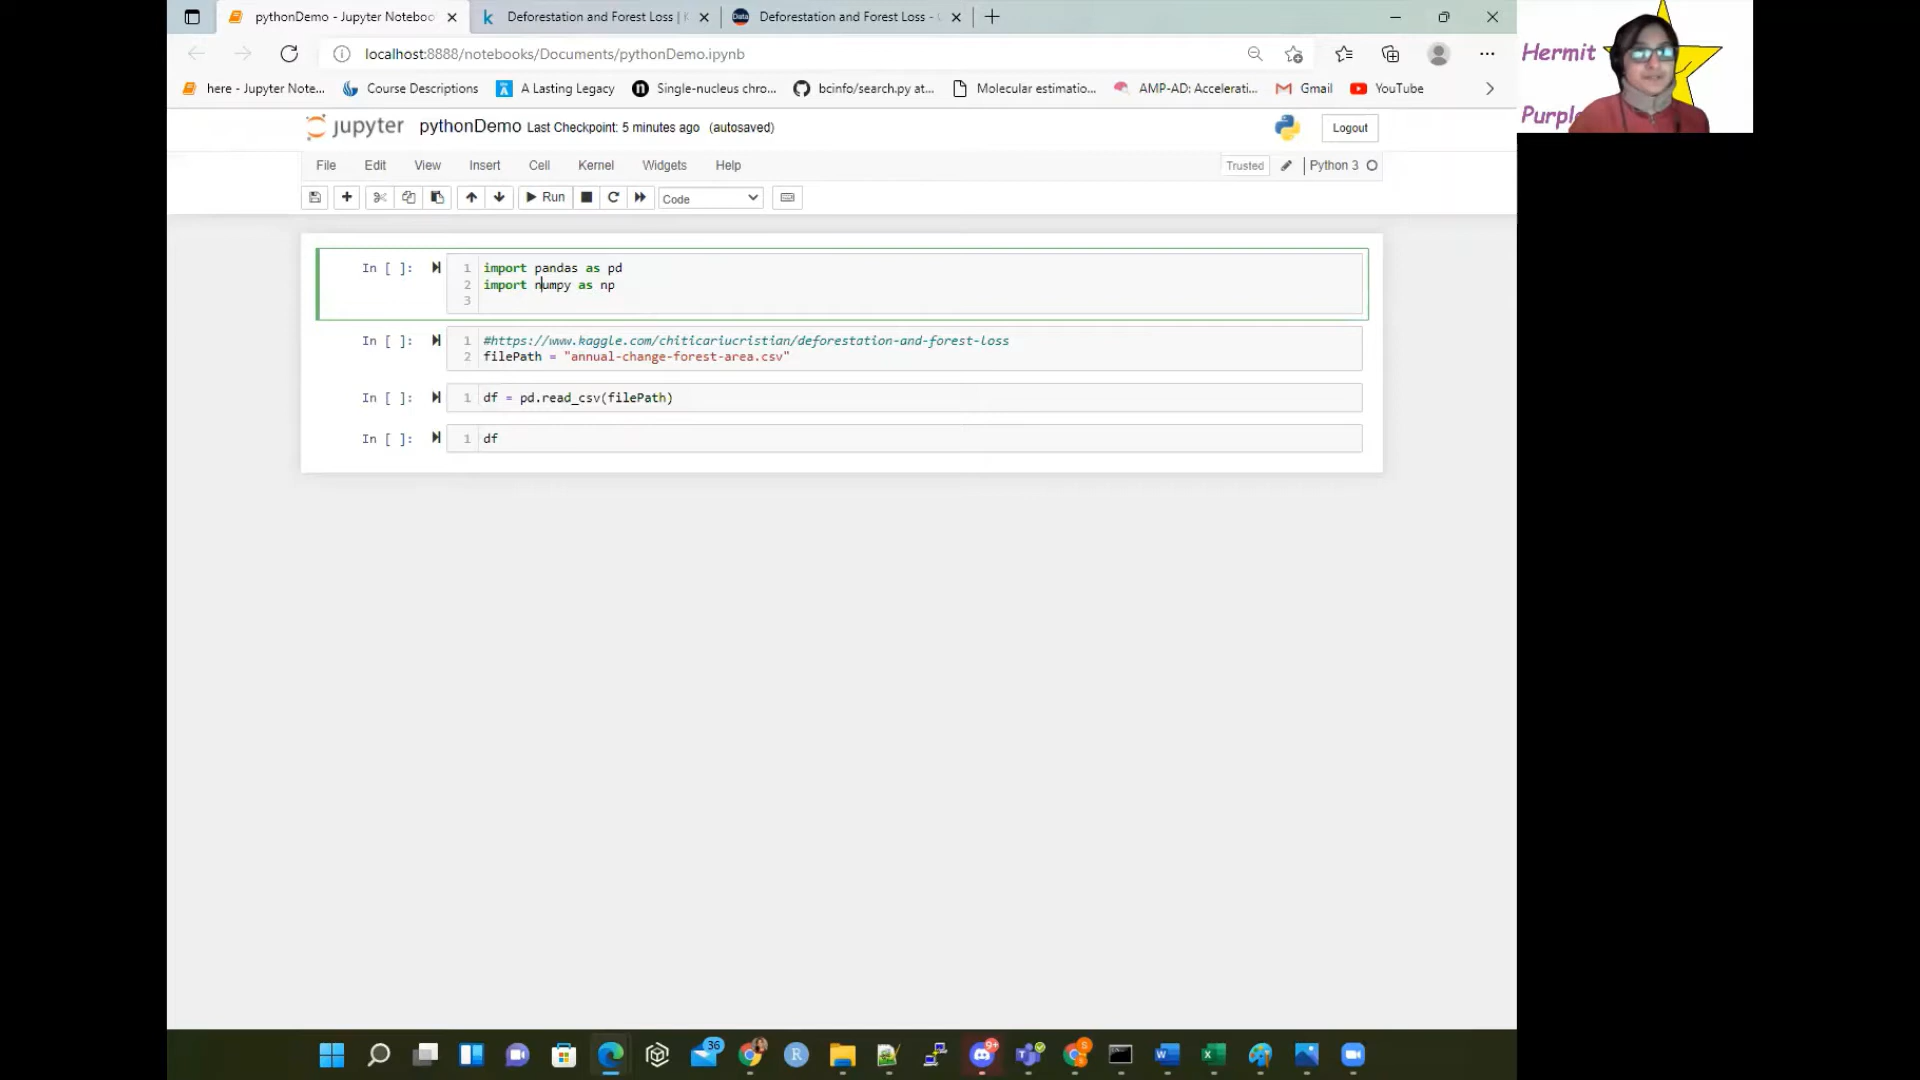 pythonDemo - Jupyter Noteboo
Deforestation and Forest Loss |
Deforestation and Forest Loss -
localhost:8888/notebooks/Documents/pythonDemo.ipynb
here - Jupyter Note...
Course Descriptions
A Lasting Legacy
Single-nucleus chro...
bcinfo/search.py at...
Molecular estimatio...
AMP-AD: Accelerati...
Gmail
YouTube
Hermit
Purple
jupyter pythonDemo Last Checkpoint: 5 minutes ago (autosaved)
Logout
File Edit View Insert Cell Kernel Widgets Help
Trusted Python 3
Run Code
In [ ]: 1 import pandas as pd
2 import numpy as np
3
In [ ]: 1 #https://www.kaggle.com/chiticariucristian/deforestation-and-forest-loss
2 filePath = "annual-change-forest-area.csv"
In [ ]: 1 df = pd.read_csv(filePath)
In [ ]: 1 df
36
9+